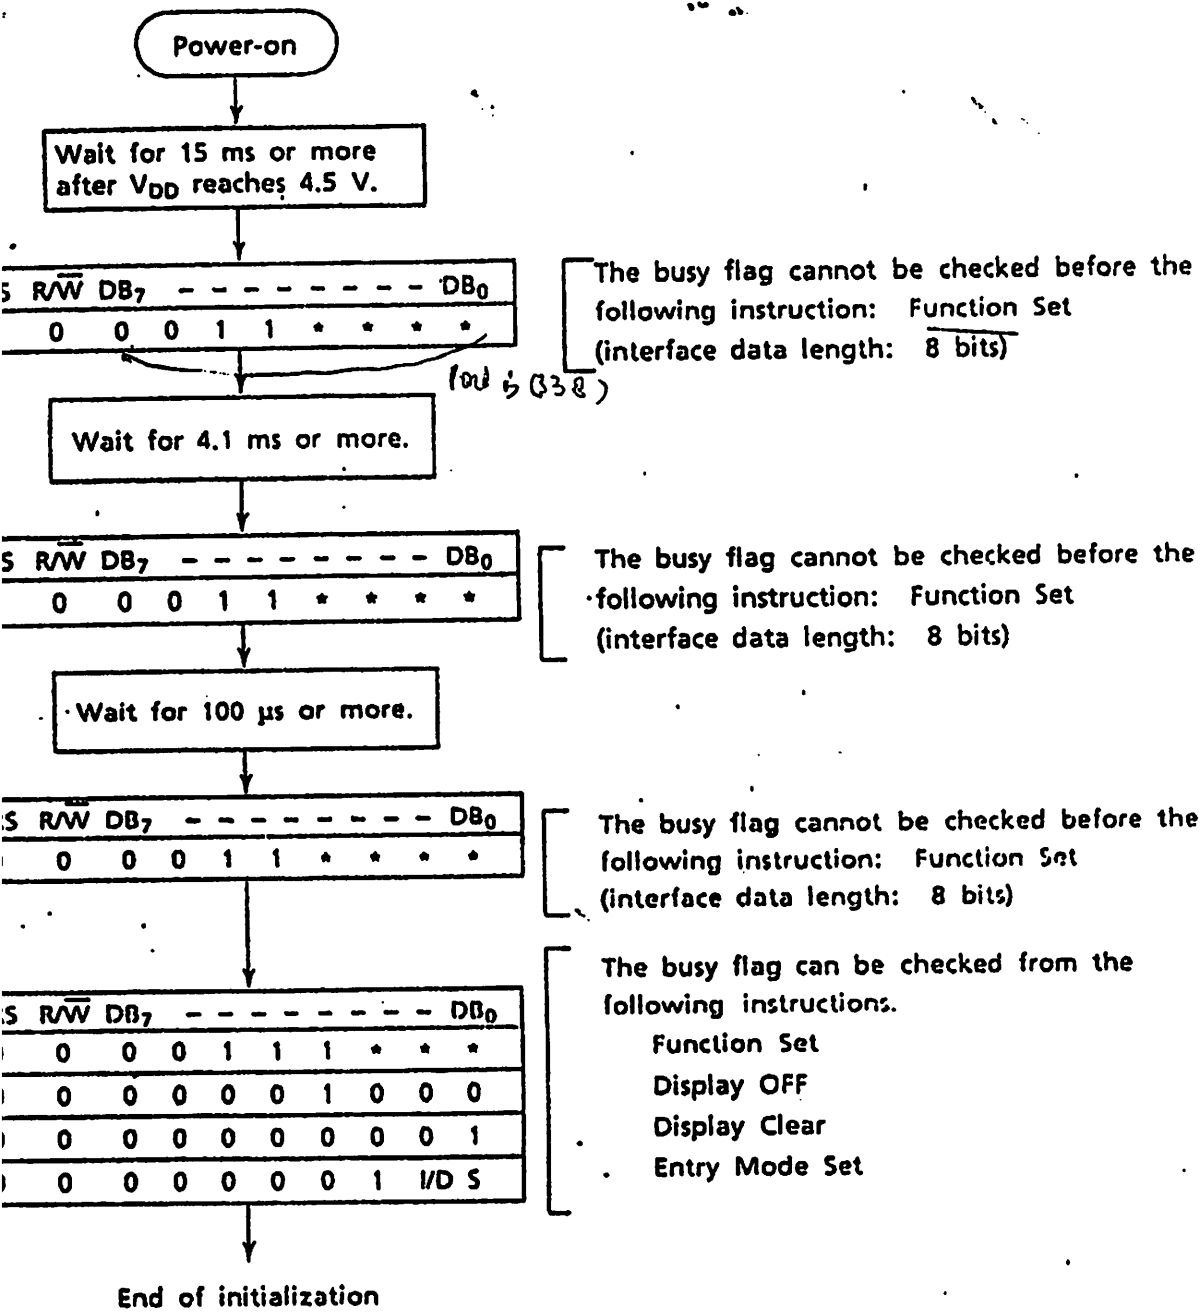 Power-on
Wait for 15 ms or more
after VDD reaches 4.5 V.
S R/W DB7 - - - - - - - - DB0
0 0 0 1 1 * * * *
The busy flag cannot be checked before the
following instruction: Function Set
(interface data length: 8 bits)
Wait for 4.1 ms or more.
S R/W DB7 - - - - - - - - DB0
0 0 0 1 1 * * * *
The busy flag cannot be checked before the
following instruction: Function Set
(interface data length: 8 bits)
Wait for 100 µs or more.
S R/W DB7 - - - - - - - - DB0
0 0 0 1 1 * * * *
The busy flag cannot be checked before the
following instruction: Function Set
(interface data length: 8 bits)
S R/W DB7 - - - - - - - - DB0
0 0 0 1 1 1 * * *
0 0 0 0 0 1 0 0 0
0 0 0 0 0 0 0 0 1
0 0 0 0 0 0 1 I/D S
The busy flag can be checked from the
following instructions.
Function Set
Display OFF
Display Clear
Entry Mode Set
End of initialization